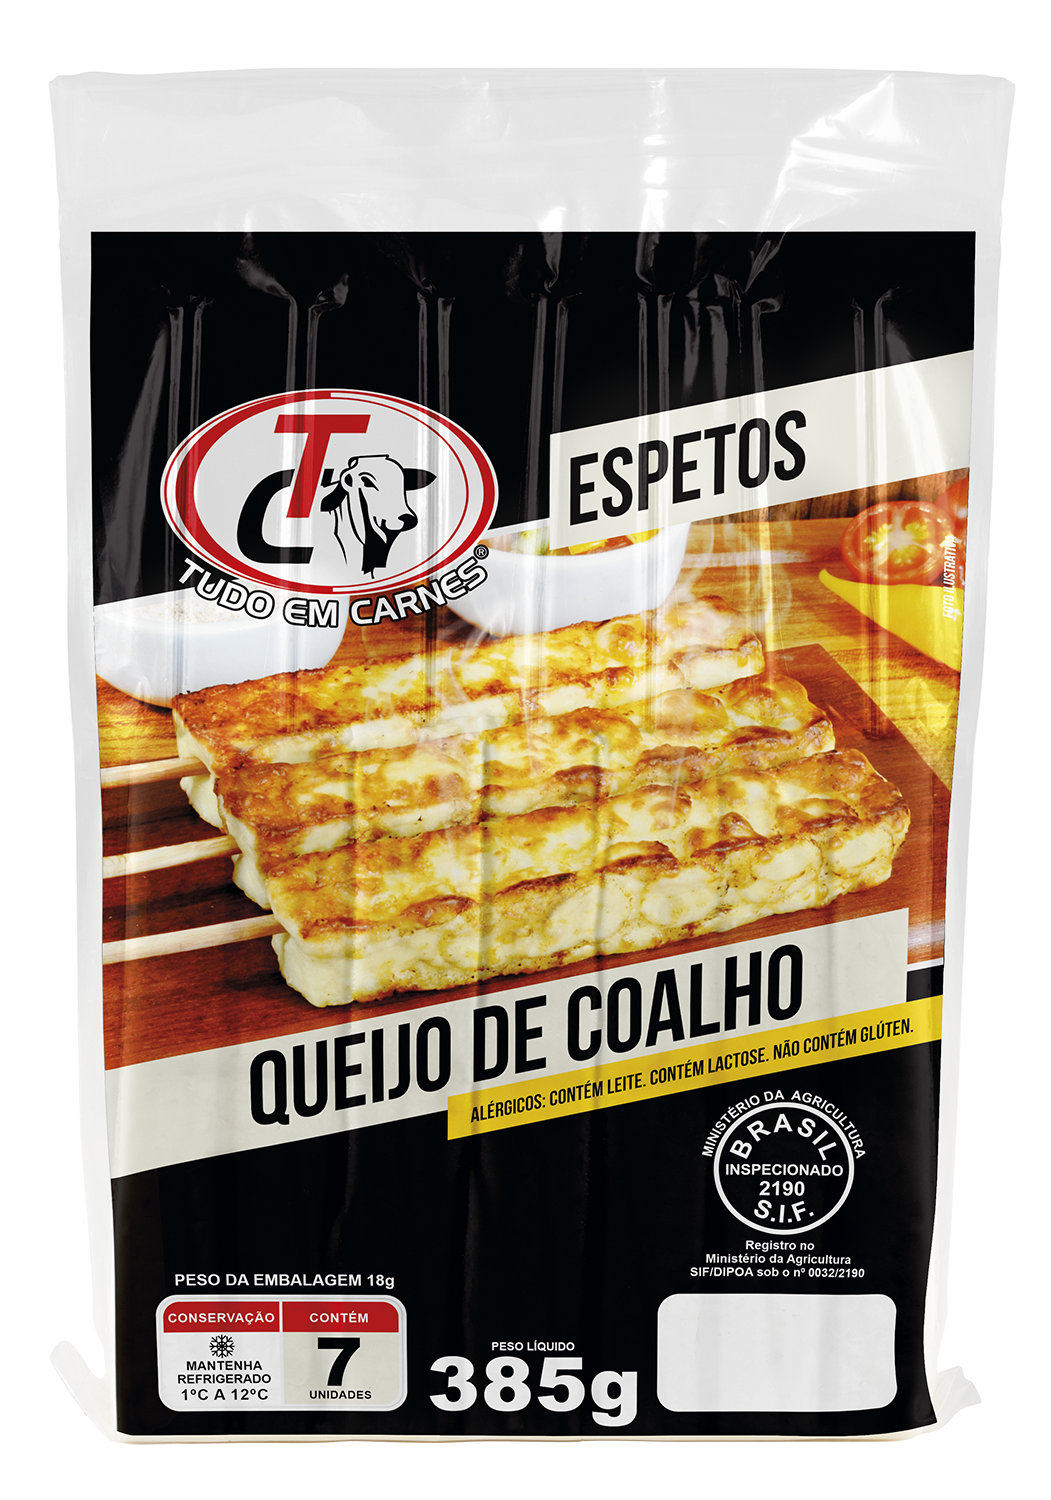 ESPETOS
TC
TUDO EM CARNES®
FOTO ILUSTRATIVA
QUEIJO DE COALHO
ALÉRGICOS: CONTÉM LEITE. CONTÉM LACTOSE. NÃO CONTÉM GLÚTEN.
MINISTÉRIO DA AGRICULTURA
BRASIL
INSPECIONADO
2190
S.I.F.
Registro no
Ministério da Agricultura
SIF/DIPOA sob o nº 0032/2190
PESO DA EMBALAGEM 18g
CONSERVAÇÃO
MANTENHA
REFRIGERADO
1ºC A 12ºC
CONTÉM
7
UNIDADES
PESO LÍQUIDO
385g